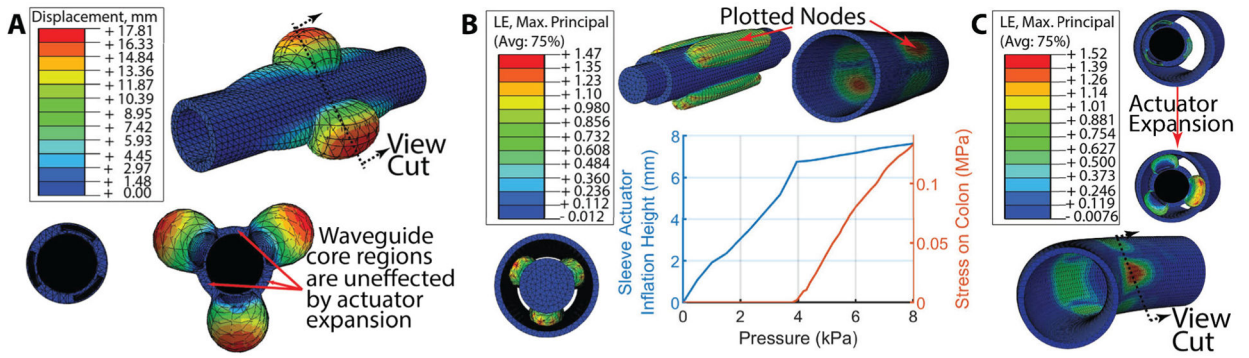 A
Displacement, mm
+ 17.81
+ 16.33
+ 14.84
+ 13.36
+ 11.87
+ 10.39
+ 8.95
+ 7.42
+ 5.93
+ 4.45
+ 2.97
+ 1.48
+ 0.00
View
Cut
Waveguide
core regions
are uneffected
by actuator
expansion
B
LE, Max. Principal
(Avg: 75%)
+ 1.47
+ 1.35
+ 1.23
+ 1.10
+ 0.980
+ 0.856
+ 0.732
+ 0.608
+ 0.484
+ 0.360
+ 0.236
+ 0.112
- 0.012
Plotted Nodes
Sleeve Actuator
Inflation Height (mm)
8
6
4
2
0
0
2
4
6
8
Pressure (kPa)
0.1
0.05
0
Stress on Colon (MPa)
C
LE, Max. Principal
(Avg: 75%)
+ 1.52
+ 1.39
+ 1.26
+ 1.14
+ 1.01
+ 0.881
+ 0.754
+ 0.627
+ 0.500
+ 0.373
+ 0.246
+ 0.119
- 0.0076
Actuator
Expansion
View
Cut